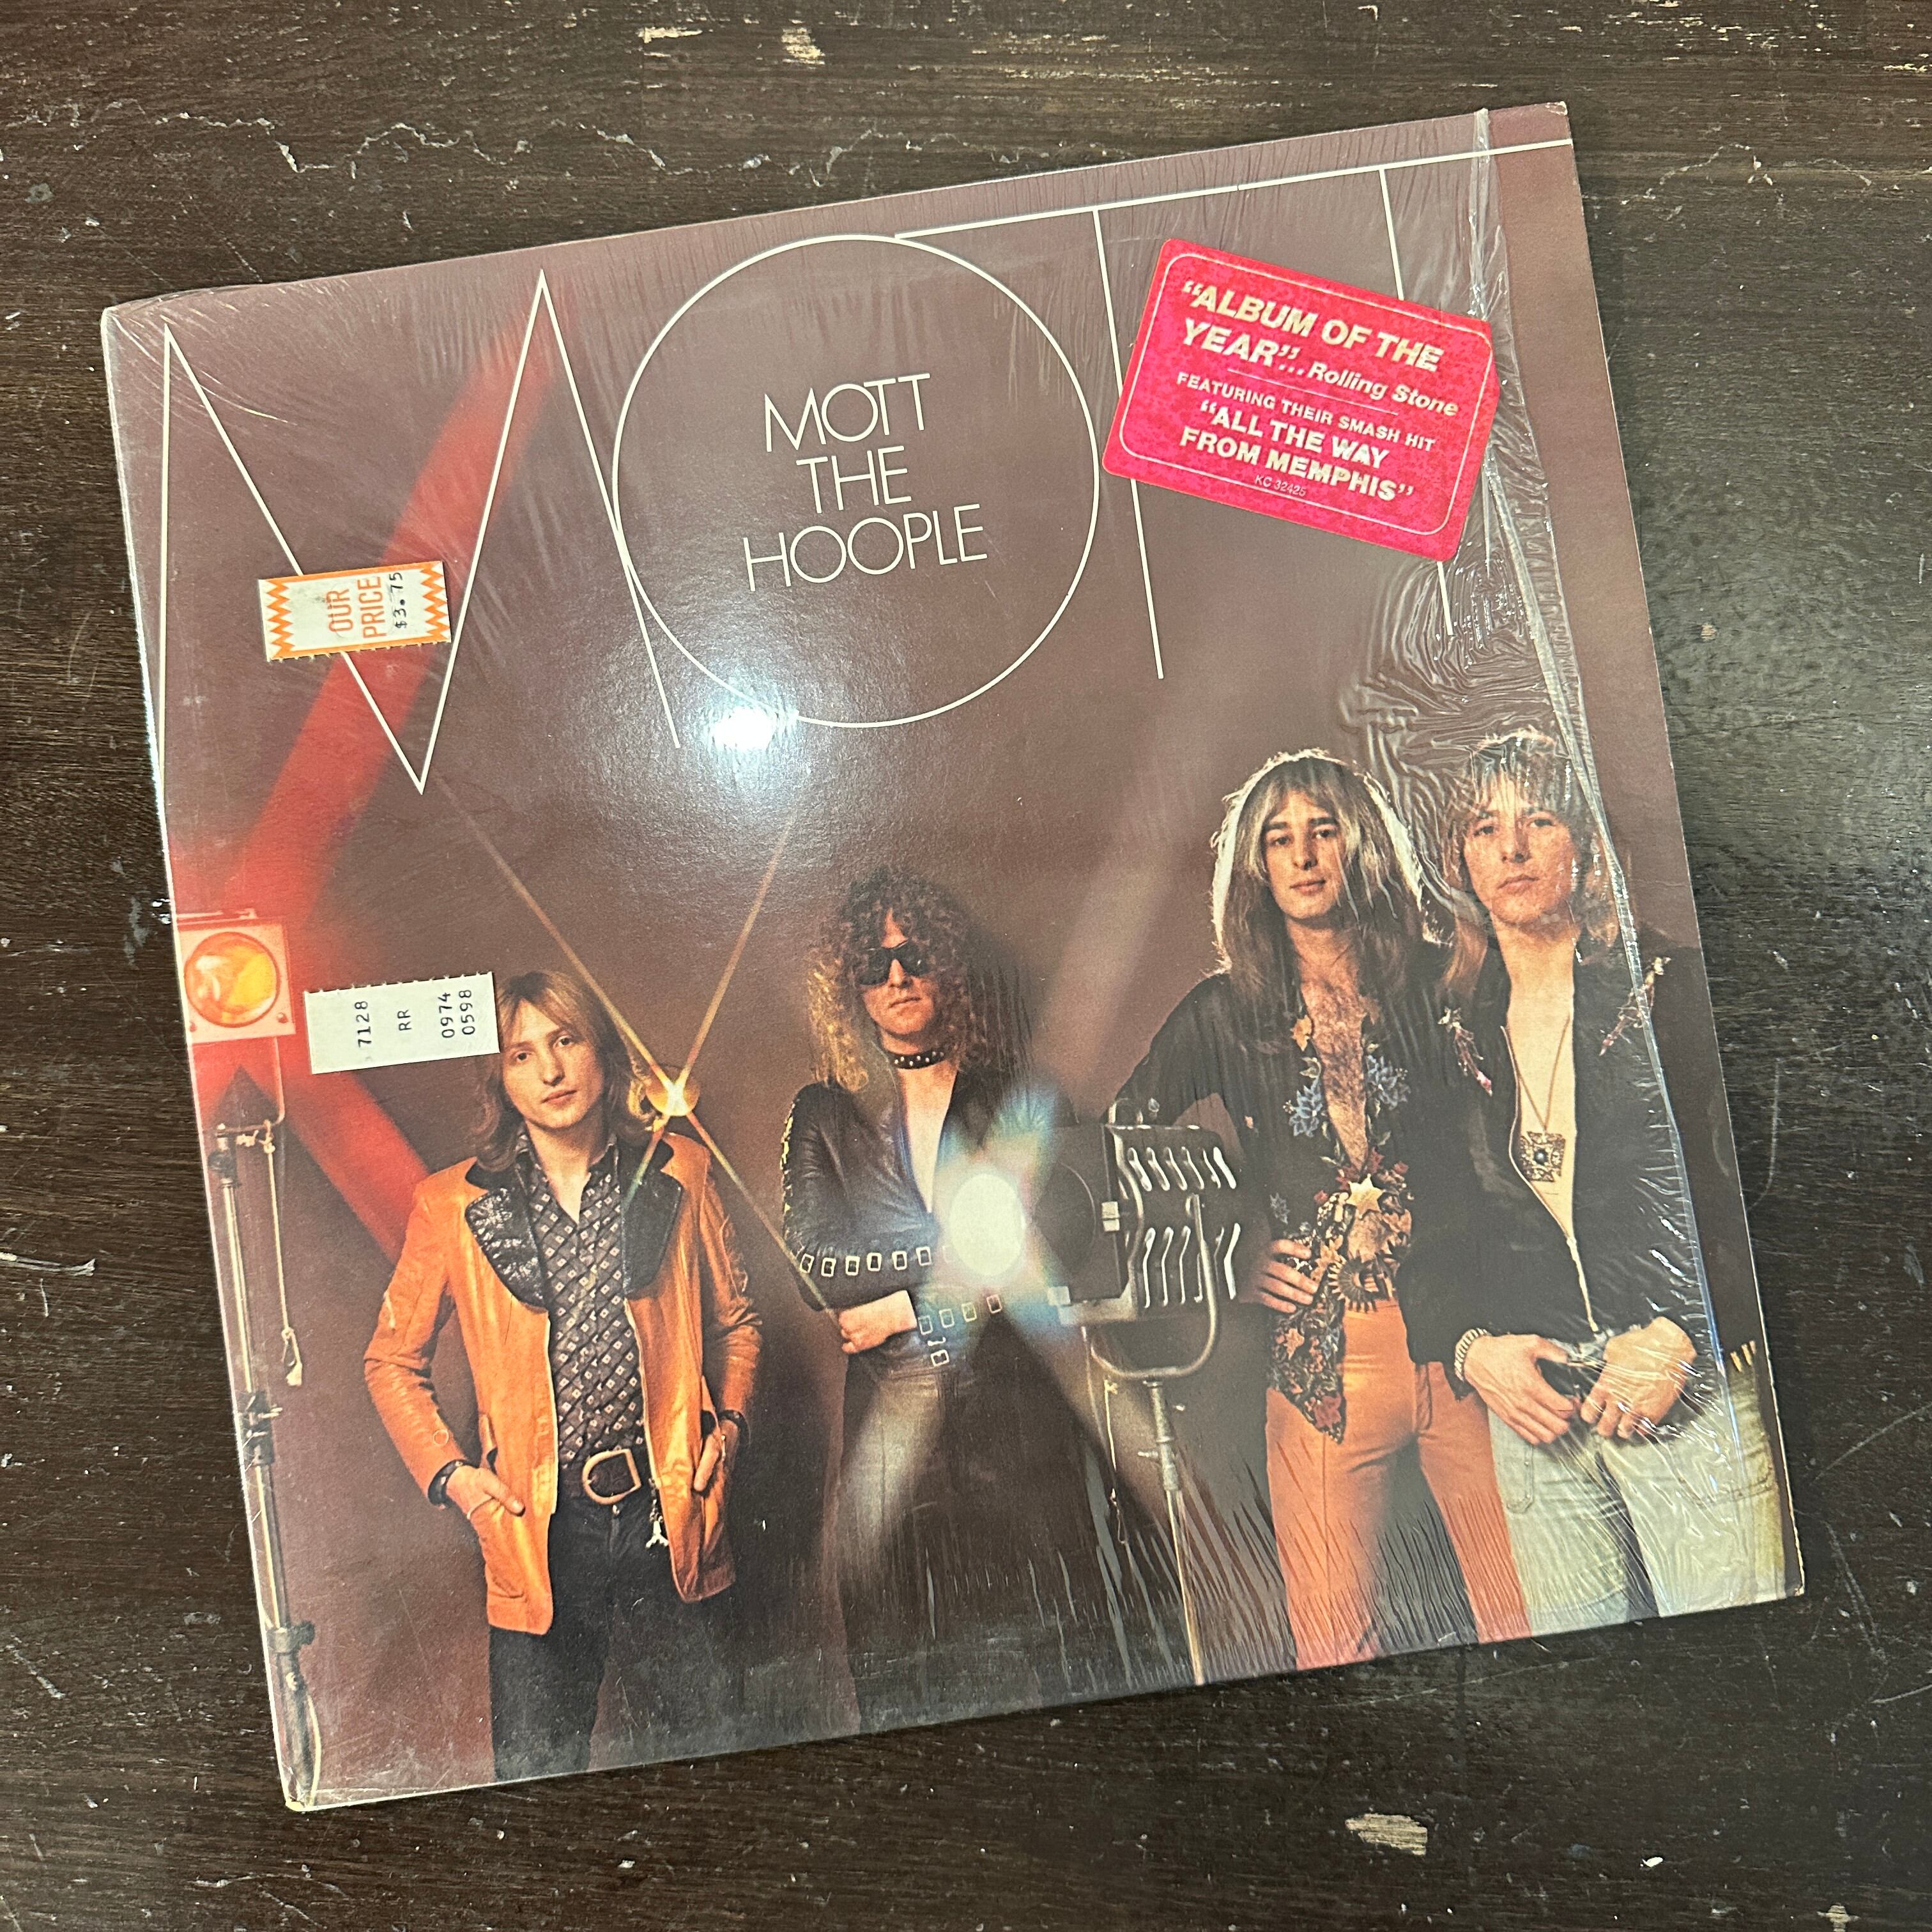 MOTT
MOTT
THE
HOOPLE
“ALBUM OF THE
YEAR”...Rolling Stone
FEATURING THEIR SMASH HIT
“ALL THE WAY
FROM MEMPHIS”
KC 32425
OUR
PRICE
$3.75
7128
RR
0974
0598